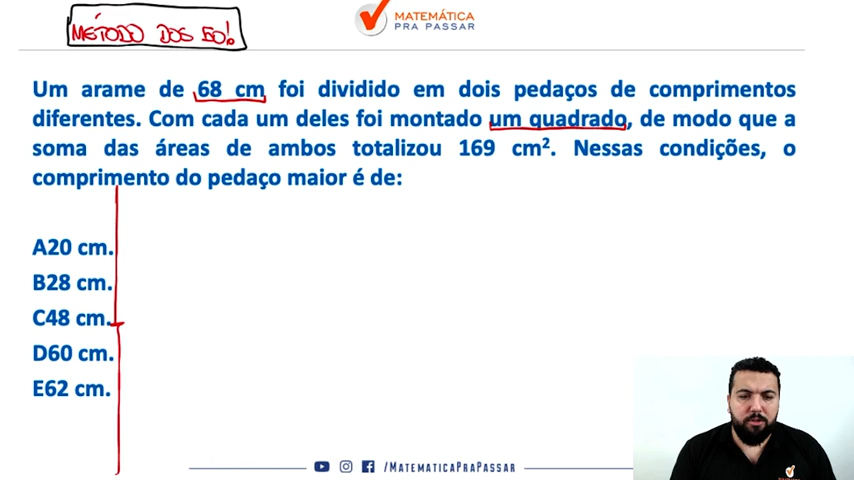 MÉTODO DOS 50!
MATEMÁTICA
PRA PASSAR
Um arame de 68 cm foi dividido em dois pedaços de comprimentos
diferentes. Com cada um deles foi montado um quadrado, de modo que a
soma das áreas de ambos totalizou 169 cm². Nessas condições, o
comprimento do pedaço maior é de:
A20 cm.
B28 cm.
C48 cm.
D60 cm.
E62 cm.
/MATEMATICAPRAPASSAR